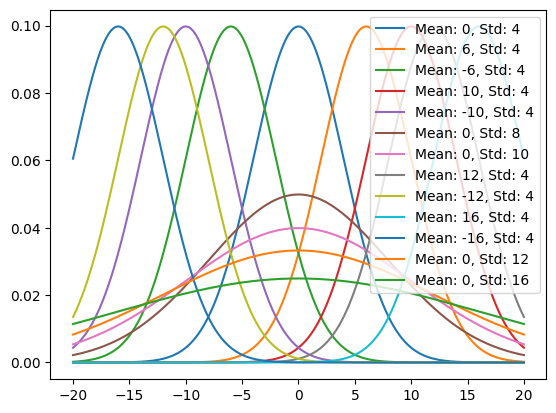 0.10
0.08
0.06
0.04
0.02
0.00
−20
−15
−10
−5
0
5
10
15
20
Mean: 0, Std: 4
Mean: 6, Std: 4
Mean: -6, Std: 4
Mean: 10, Std: 4
Mean: -10, Std: 4
Mean: 0, Std: 8
Mean: 0, Std: 10
Mean: 12, Std: 4
Mean: -12, Std: 4
Mean: 16, Std: 4
Mean: -16, Std: 4
Mean: 0, Std: 12
Mean: 0, Std: 16